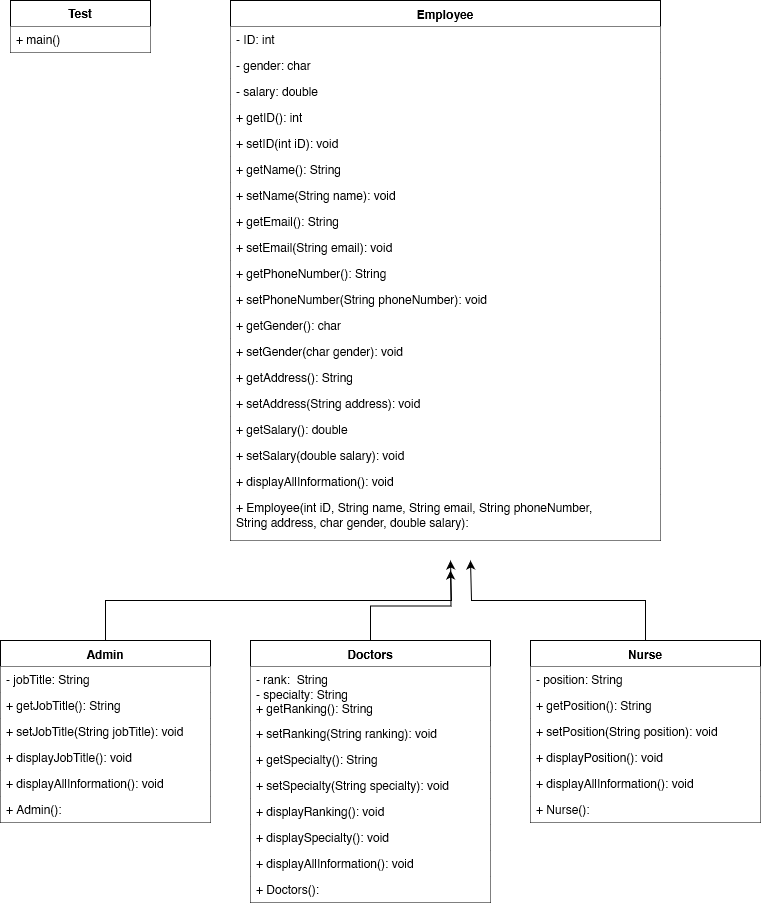 Test
+ main()
Employee
- ID: int
- gender: char
- salary: double
+ getID(): int
+ setID(int iD): void
+ getName(): String
+ setName(String name): void
+ getEmail(): String
+ setEmail(String email): void
+ getPhoneNumber(): String
+ setPhoneNumber(String phoneNumber): void
+ getGender(): char
+ setGender(char gender): void
+ getAddress(): String
+ setAddress(String address): void
+ getSalary(): double
+ setSalary(double salary): void
+ displayAllInformation(): void
+ Employee(int iD, String name, String email, String phoneNumber,
String address, char gender, double salary):
Admin
- jobTitle: String
+ getJobTitle(): String
+ setJobTitle(String jobTitle): void
+ displayJobTitle(): void
+ displayAllInformation(): void
+ Admin():
Doctors
- rank:  String
- specialty: String
+ getRanking(): String
+ setRanking(String ranking): void
+ getSpecialty(): String
+ setSpecialty(String specialty): void
+ displayRanking(): void
+ displaySpecialty(): void
+ displayAllInformation(): void
+ Doctors():
Nurse
- position: String
+ getPosition(): String
+ setPosition(String position): void
+ displayPosition(): void
+ displayAllInformation(): void
+ Nurse():